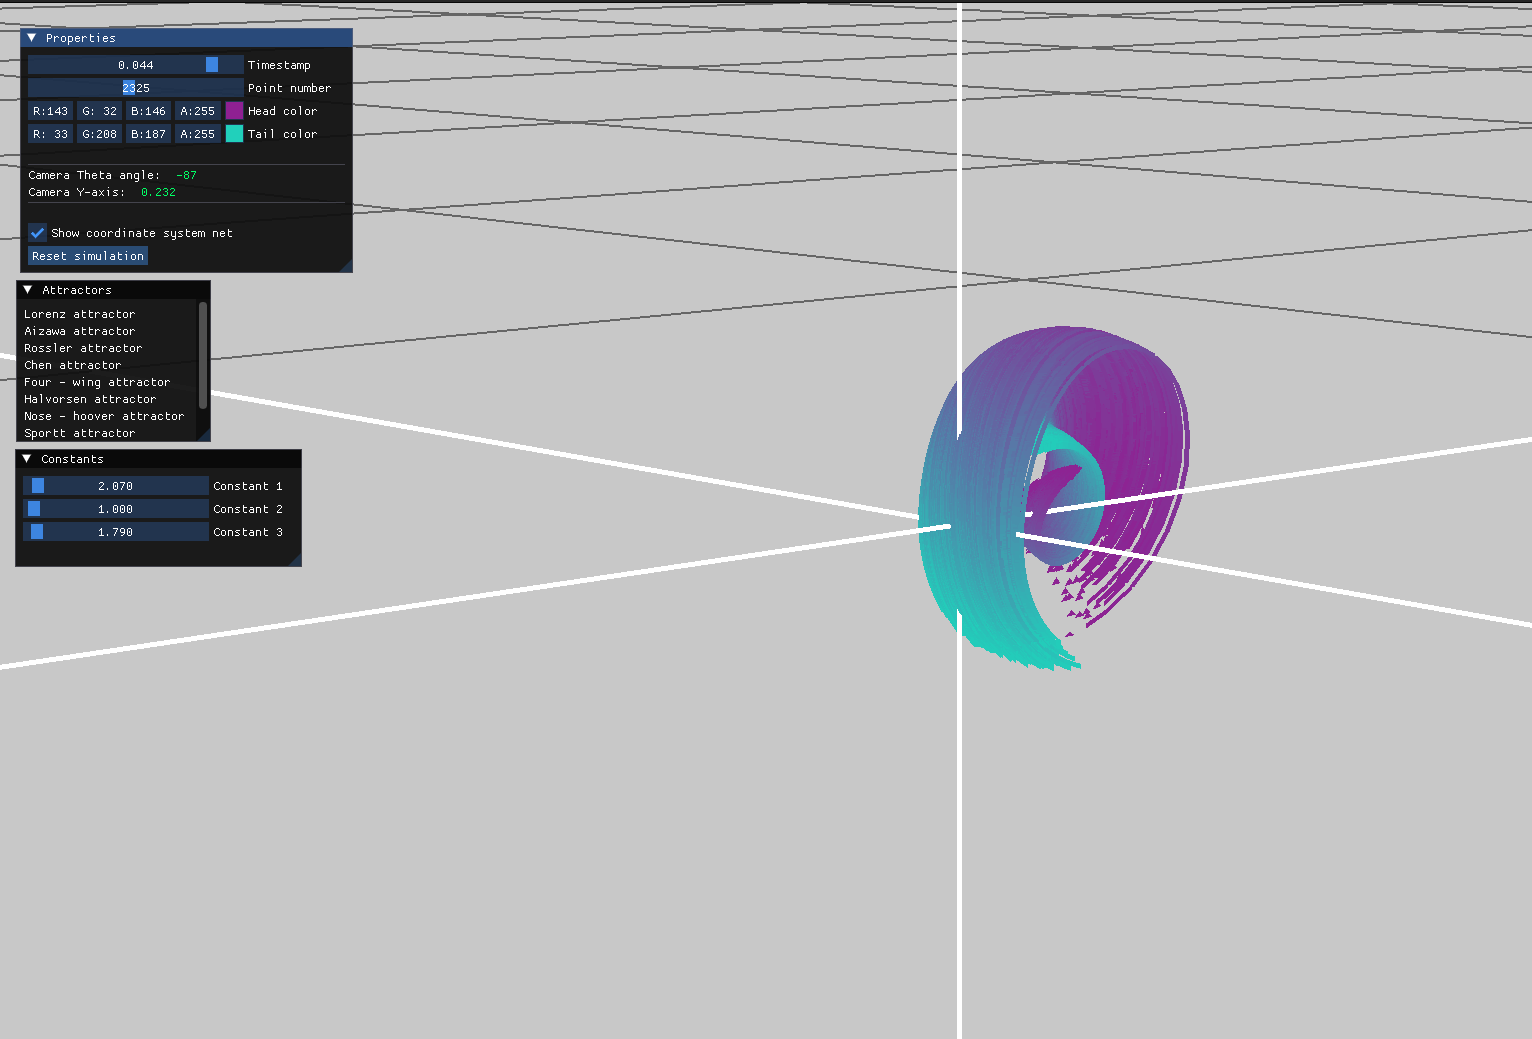 Properties
0.044 Timestamp
2325 Point number
R:143 G: 32 B:146 A:255 Head color
R: 33 G:208 B:187 A:255 Tail color
Camera Theta angle: -87
Camera Y-axis: 0.232
Show coordinate system net
Reset simulation
Attractors
Lorenz attractor
Aizawa attractor
Rossler attractor
Chen attractor
Four - wing attractor
Halvorsen attractor
Nose - hoover attractor
Sportt attractor
Constants
2.070 Constant 1
1.000 Constant 2
1.790 Constant 3